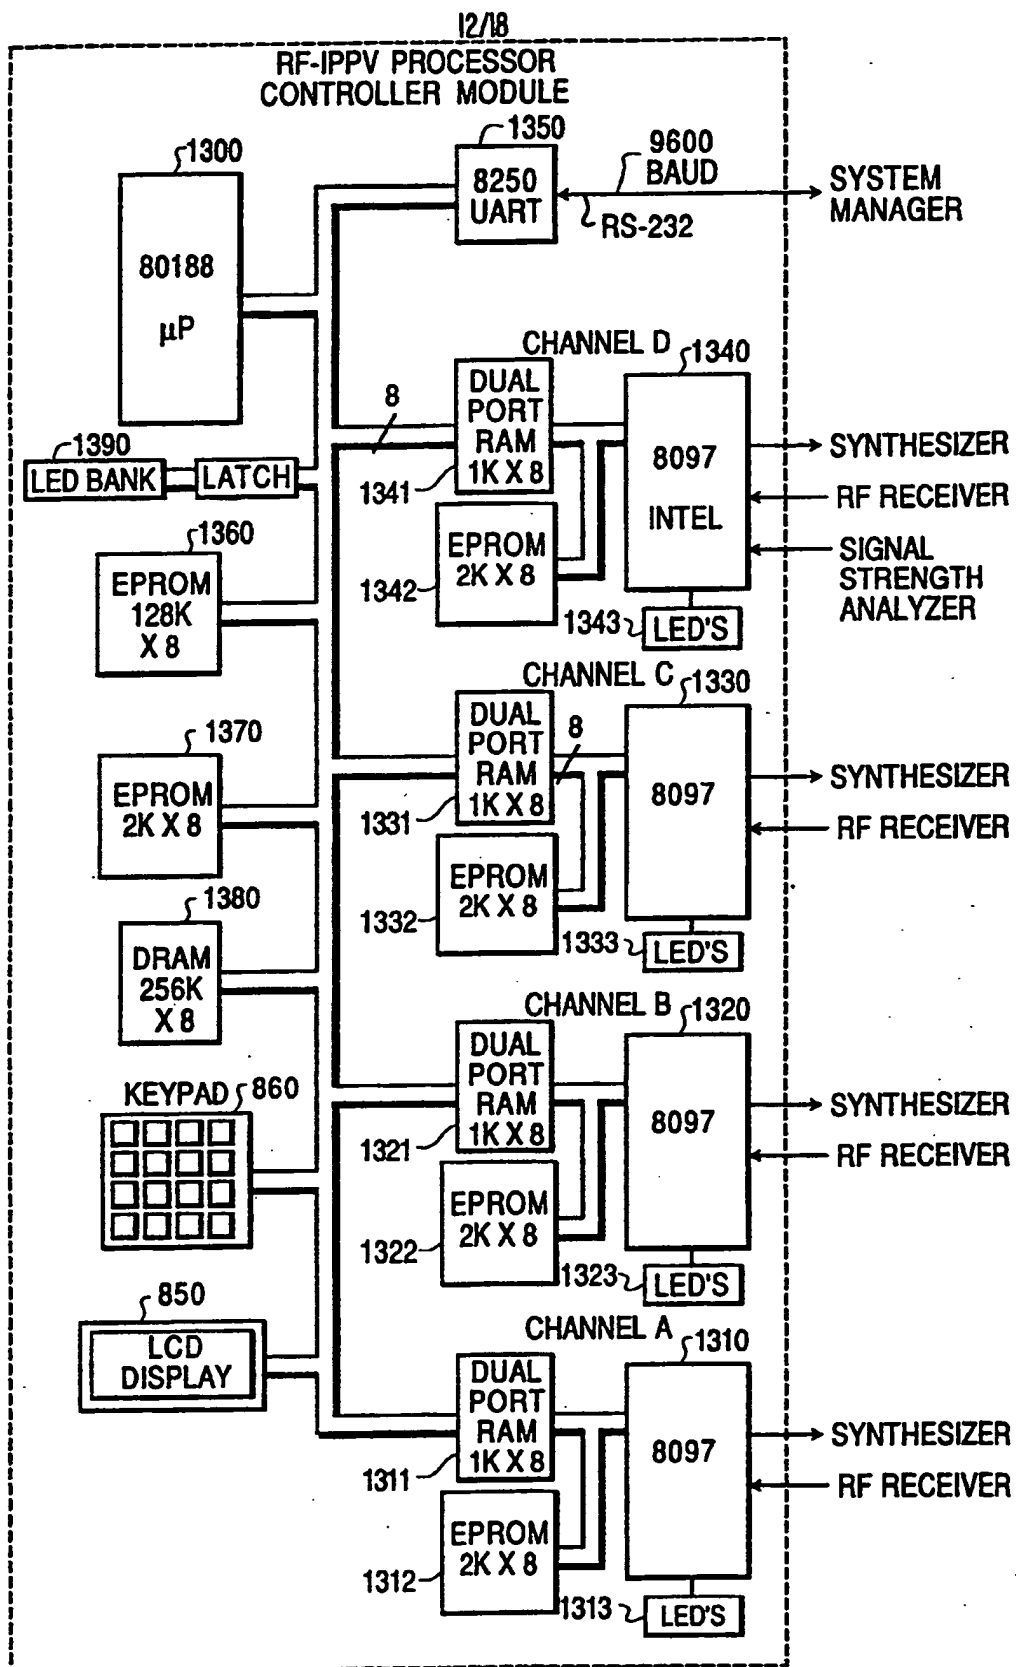 12/18
RF-IPPV PROCESSOR
CONTROLLER MODULE
1300
80188
µP
1350
8250
UART
9600
BAUD
RS-232
SYSTEM
MANAGER
1390
LED BANK
LATCH
1360
EPROM
128K
X 8
1370
EPROM
2K X 8
1380
DRAM
256K
X 8
KEYPAD
860
850
LCD
DISPLAY
CHANNEL D
1340
8
DUAL
PORT
RAM
1K X 8
1341
EPROM
2K X 8
1342
8097
INTEL
1343
LED'S
SYNTHESIZER
RF RECEIVER
SIGNAL
STRENGTH
ANALYZER
CHANNEL C
1330
DUAL
PORT
RAM
1K X 8
8
1331
EPROM
2K X 8
1332
8097
1333
LED'S
SYNTHESIZER
RF RECEIVER
CHANNEL B
1320
DUAL
PORT
RAM
1K X 8
1321
EPROM
2K X 8
1322
8097
1323
LED'S
SYNTHESIZER
RF RECEIVER
CHANNEL A
1310
DUAL
PORT
RAM
1K X 8
1311
EPROM
2K X 8
1312
8097
1313
LED'S
SYNTHESIZER
RF RECEIVER